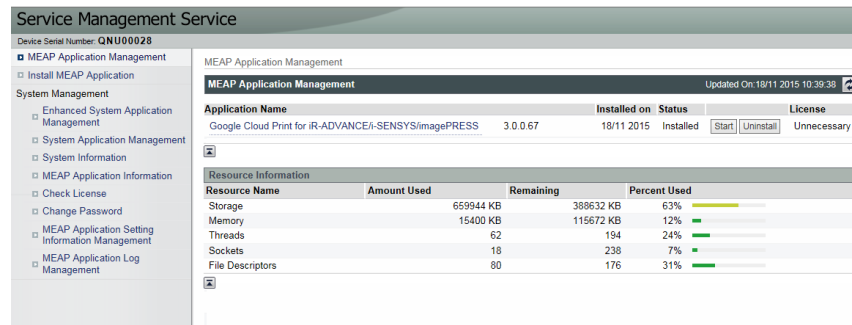 Service Management Service
Device Serial Number: QNU00028
MEAP Application Management
Install MEAP Application
System Management
Enhanced System Application
Management
System Application Management
System Information
MEAP Application Information
Check License
Change Password
MEAP Application Setting
Information Management
MEAP Application Log
Management
MEAP Application Management
MEAP Application Management Updated On:18/11 2015 10:39:38
Application Name Installed on Status License
Google Cloud Print for iR-ADVANCE/i-SENSYS/imagePRESS 3.0.0.67 18/11 2015 Installed Start Uninstall Unnecessary
Resource Information
Resource Name Amount Used Remaining Percent Used
Storage 659944 KB 388632 KB 63%
Memory 15400 KB 115672 KB 12%
Threads 62 194 24%
Sockets 18 238 7%
File Descriptors 80 176 31%